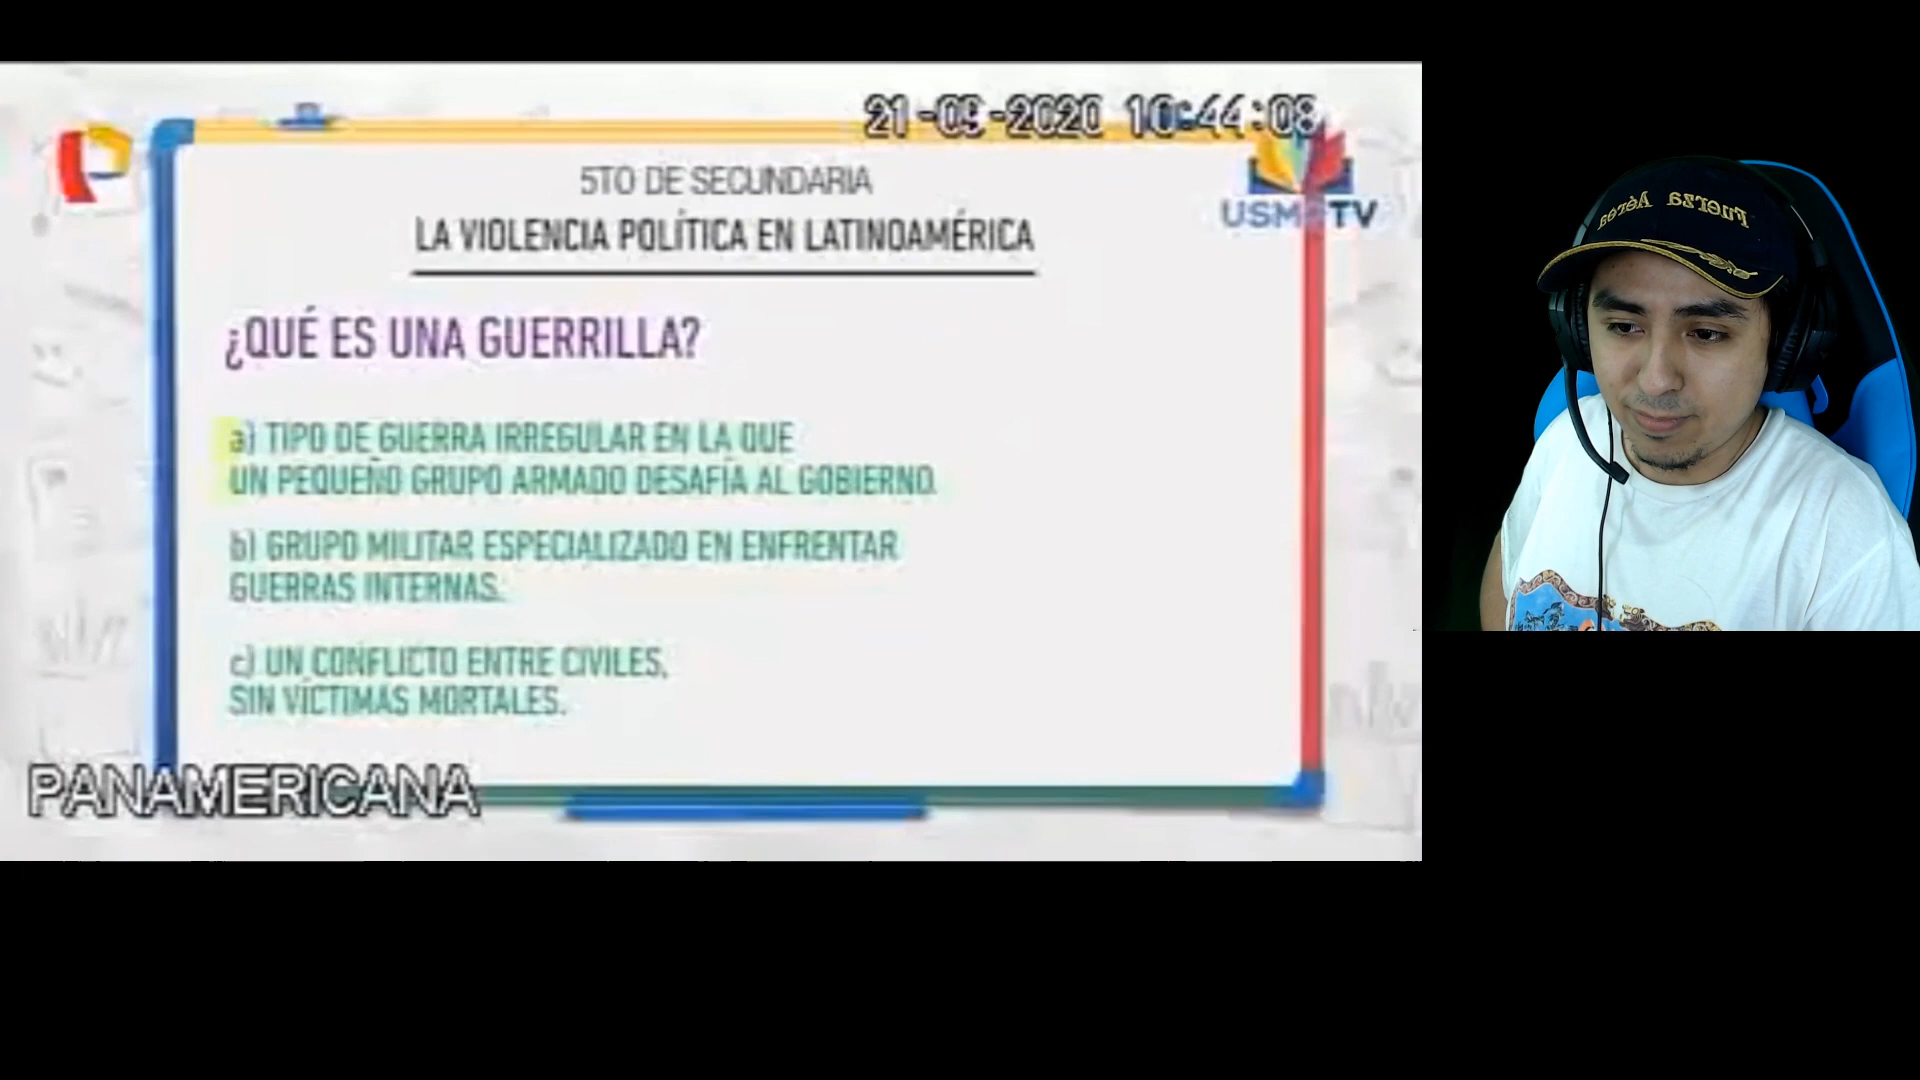 21-09-2020 10:44:08
5TO DE SECUNDARIA
USMPTV
LA VIOLENCIA POLÍTICA EN LATINOAMÉRICA
¿QUÉ ES UNA GUERRILLA?
a) TIPO DE GUERRA IRREGULAR EN LA QUE
UN PEQUEÑO GRUPO ARMADO DESAFÍA AL GOBIERNO.
b) GRUPO MILITAR ESPECIALIZADO EN ENFRENTAR
GUERRAS INTERNAS.
c) UN CONFLICTO ENTRE CIVILES,
SIN VÍCTIMAS MORTALES.
PANAMERICANA
Fuerza Aérea